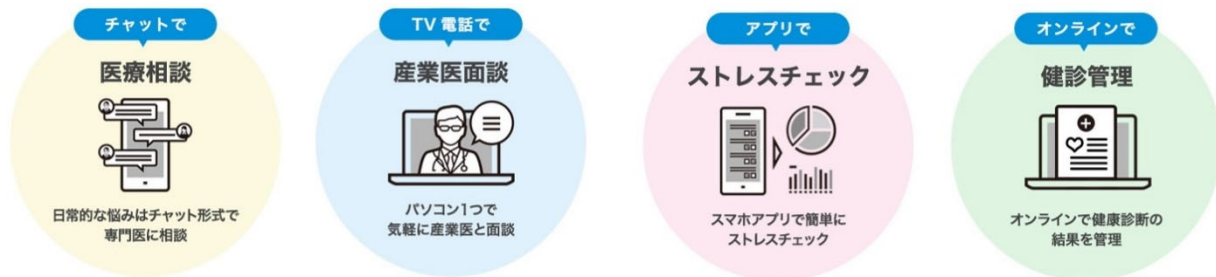 チャットで
医療相談
日常的な悩みはチャット形式で
専門医に相談
TV 電話で
産業医面談
パソコン1つで
気軽に産業医と面談
アプリで
ストレスチェック
スマホアプリで簡単に
ストレスチェック
オンラインで
健診管理
オンラインで健康診断の
結果を管理